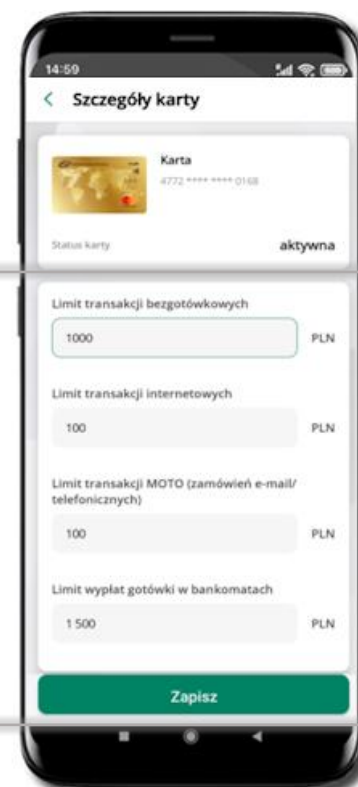 14:59
Szczegóły karty
Karta
4772 **** **** 0168
Status karty
aktywna
Limit transakcji bezgotówkowych
1000 PLN
Limit transakcji internetowych
100 PLN
Limit transakcji MOTO (zamówień e-mail/
telefonicznych)
100 PLN
Limit wypłat gotówki w bankomatach
1 500 PLN
Zapisz